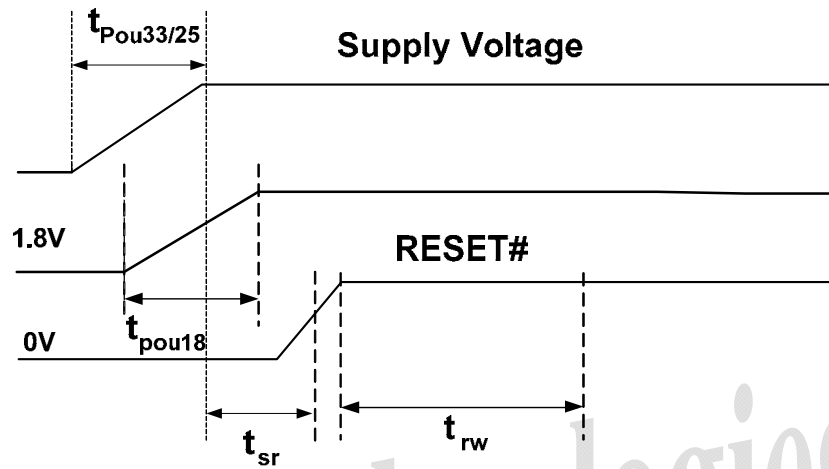 tPou33/25
Supply Voltage
1.8V
RESET#
tpou18
0V
tsr
trw